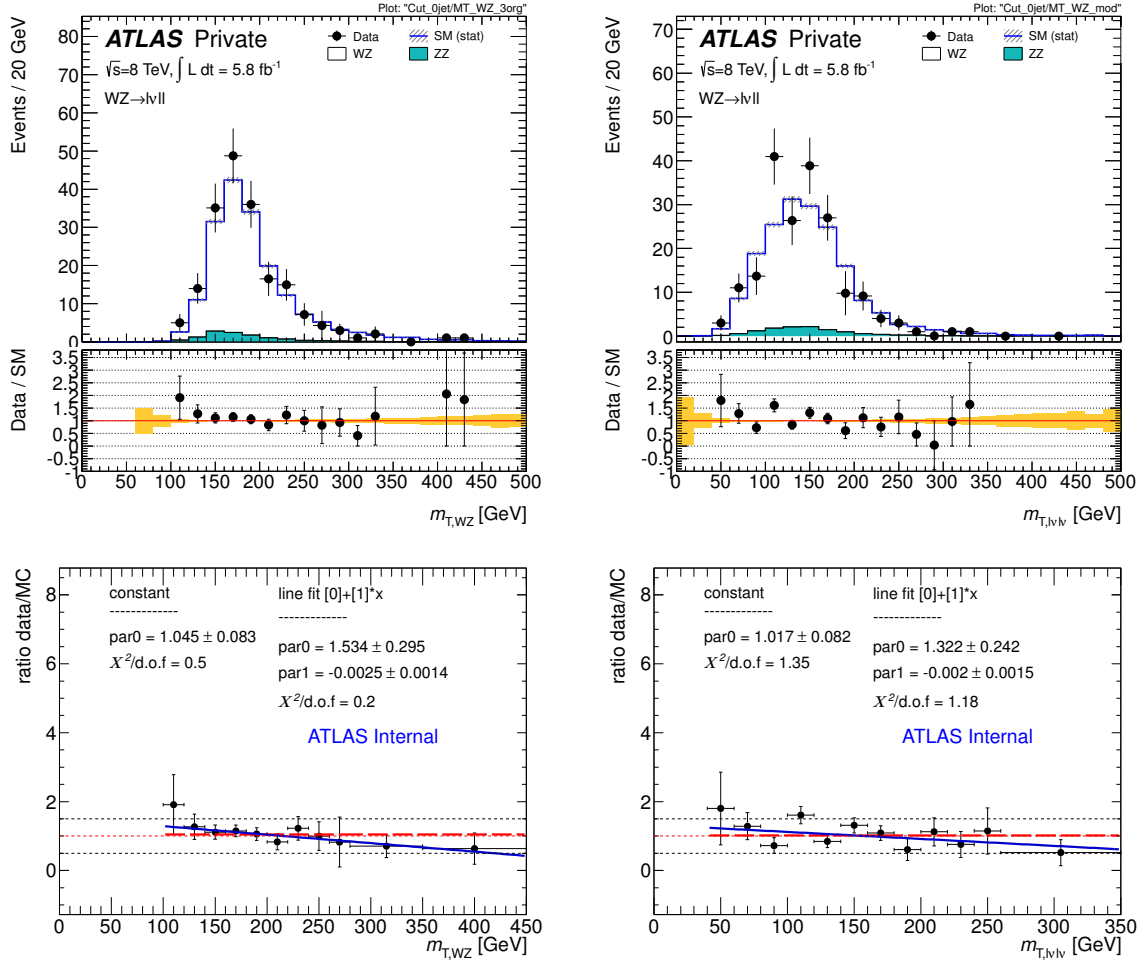 Plot: "Cut_0jet/MT_WZ_3org"
ATLAS Private
√s=8 TeV, ∫ L dt = 5.8 fb⁻¹
WZ→lνll
Data
SM (stat)
WZ
ZZ
Events / 20 GeV
80
70
60
50
40
30
20
10
0
Data / SM
3.5
3
2.5
2
1.5
1
0.5
0
-0.5
-1
0 50 100 150 200 250 300 350 400 450 500
m_T,WZ [GeV]
Plot: "Cut_0jet/MT_WZ_mod"
ATLAS Private
√s=8 TeV, ∫ L dt = 5.8 fb⁻¹
WZ→lνll
Data
SM (stat)
WZ
ZZ
Events / 20 GeV
70
60
50
40
30
20
10
0
Data / SM
3.5
3
2.5
2
1.5
1
0.5
0
-0.5
-1
0 50 100 150 200 250 300 350 400 450 500
m_T,lνlν [GeV]
ratio data/MC
8
6
4
2
0
constant
-------------
par0 = 1.045 ± 0.083
χ²/d.o.f = 0.5
line fit [0]+[1]*x
-------------
par0 = 1.534 ± 0.295
par1 = -0.0025 ± 0.0014
χ²/d.o.f = 0.2
ATLAS Internal
0 50 100 150 200 250 300 350 400 450
m_T,WZ [GeV]
ratio data/MC
8
6
4
2
0
constant
-------------
par0 = 1.017 ± 0.082
χ²/d.o.f = 1.35
line fit [0]+[1]*x
-------------
par0 = 1.322 ± 0.242
par1 = -0.002 ± 0.0015
χ²/d.o.f = 1.18
ATLAS Internal
0 50 100 150 200 250 300 350
m_T,lνlν [GeV]